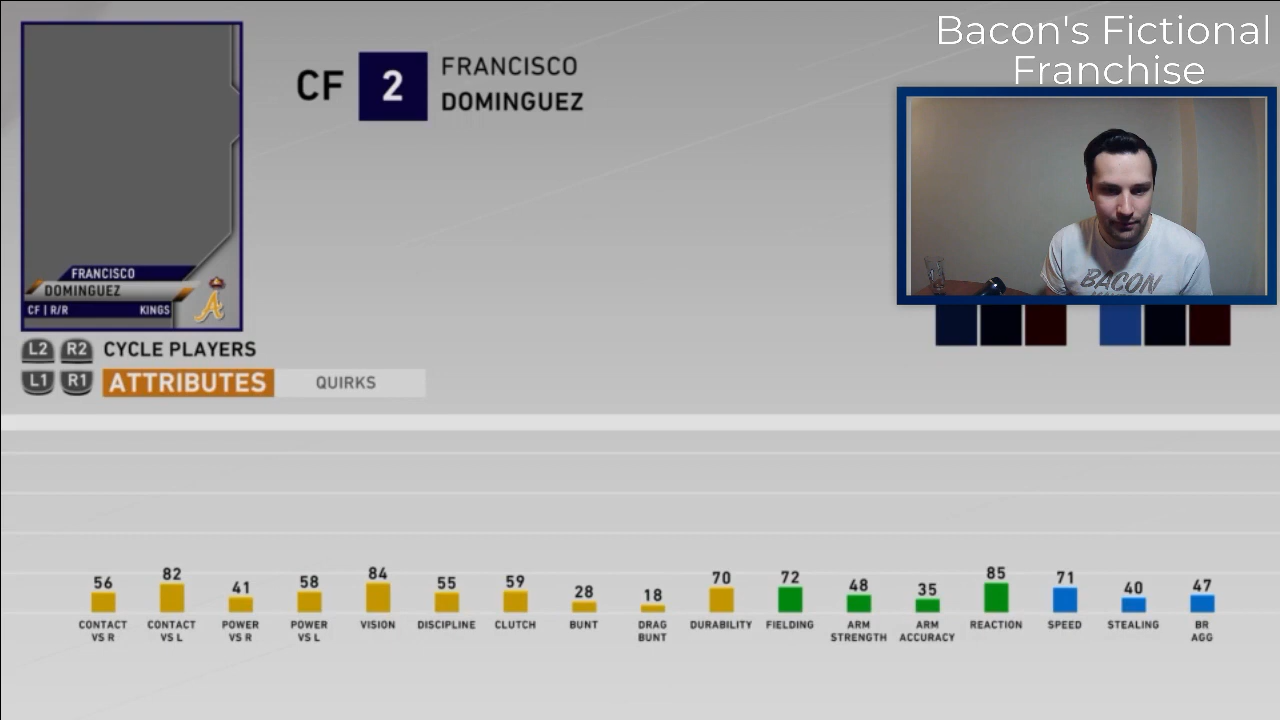 Bacon's Fictional
Franchise
CF 2 FRANCISCO
DOMINGUEZ
FRANCISCO
DOMINGUEZ
CF | R/R KINGS
A
BACON
L2 R2 CYCLE PLAYERS
L1 R1 ATTRIBUTES QUIRKS
56 82 41 58 84 55 59 28 18 70 72 48 35 85 71 40 47
CONTACT CONTACT POWER POWER VISION DISCIPLINE CLUTCH BUNT DRAG DURABILITY FIELDING ARM ARM REACTION SPEED STEALING BR
VS R VS L VS R VS L BUNT STRENGTH ACCURACY AGG